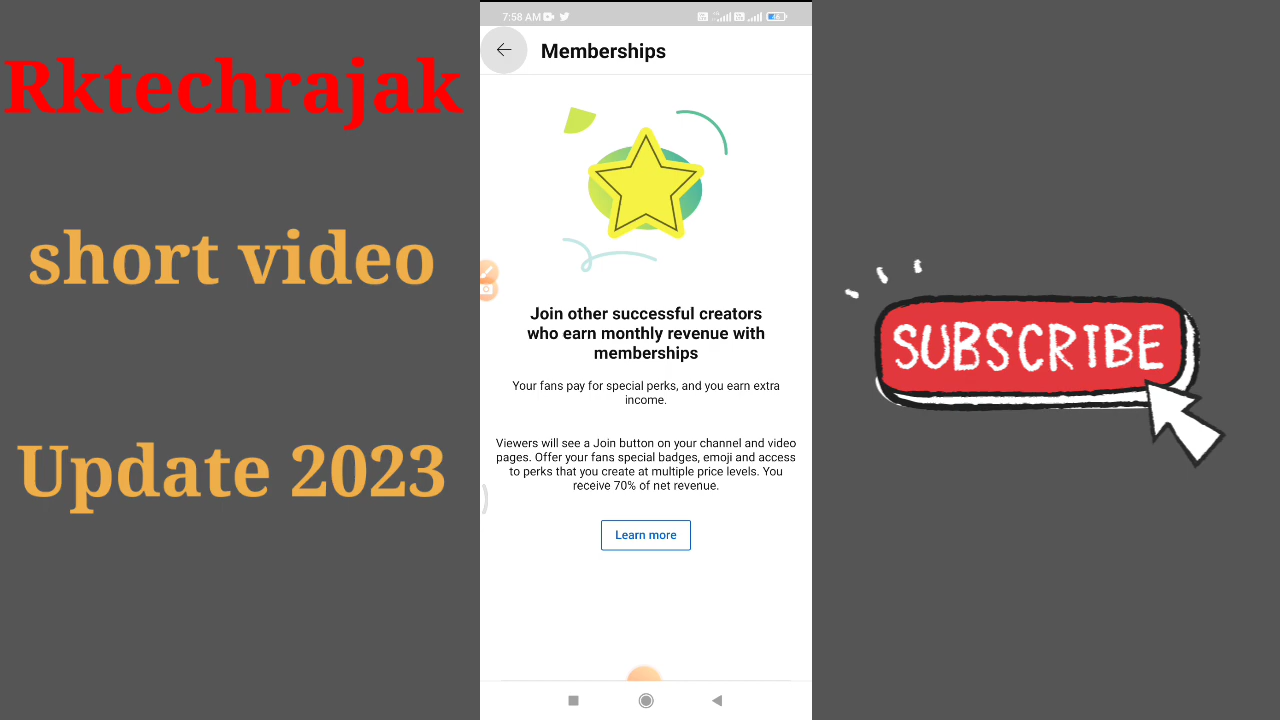 Rktechrajak
short video
Update 2023
7:58 AM
Memberships
Join other successful creators
who earn monthly revenue with
memberships
Your fans pay for special perks, and you earn extra
income.
Viewers will see a Join button on your channel and video
pages. Offer your fans special badges, emoji and access
to perks that you create at multiple price levels. You
receive 70% of net revenue.
Learn more
SUBSCRIBE